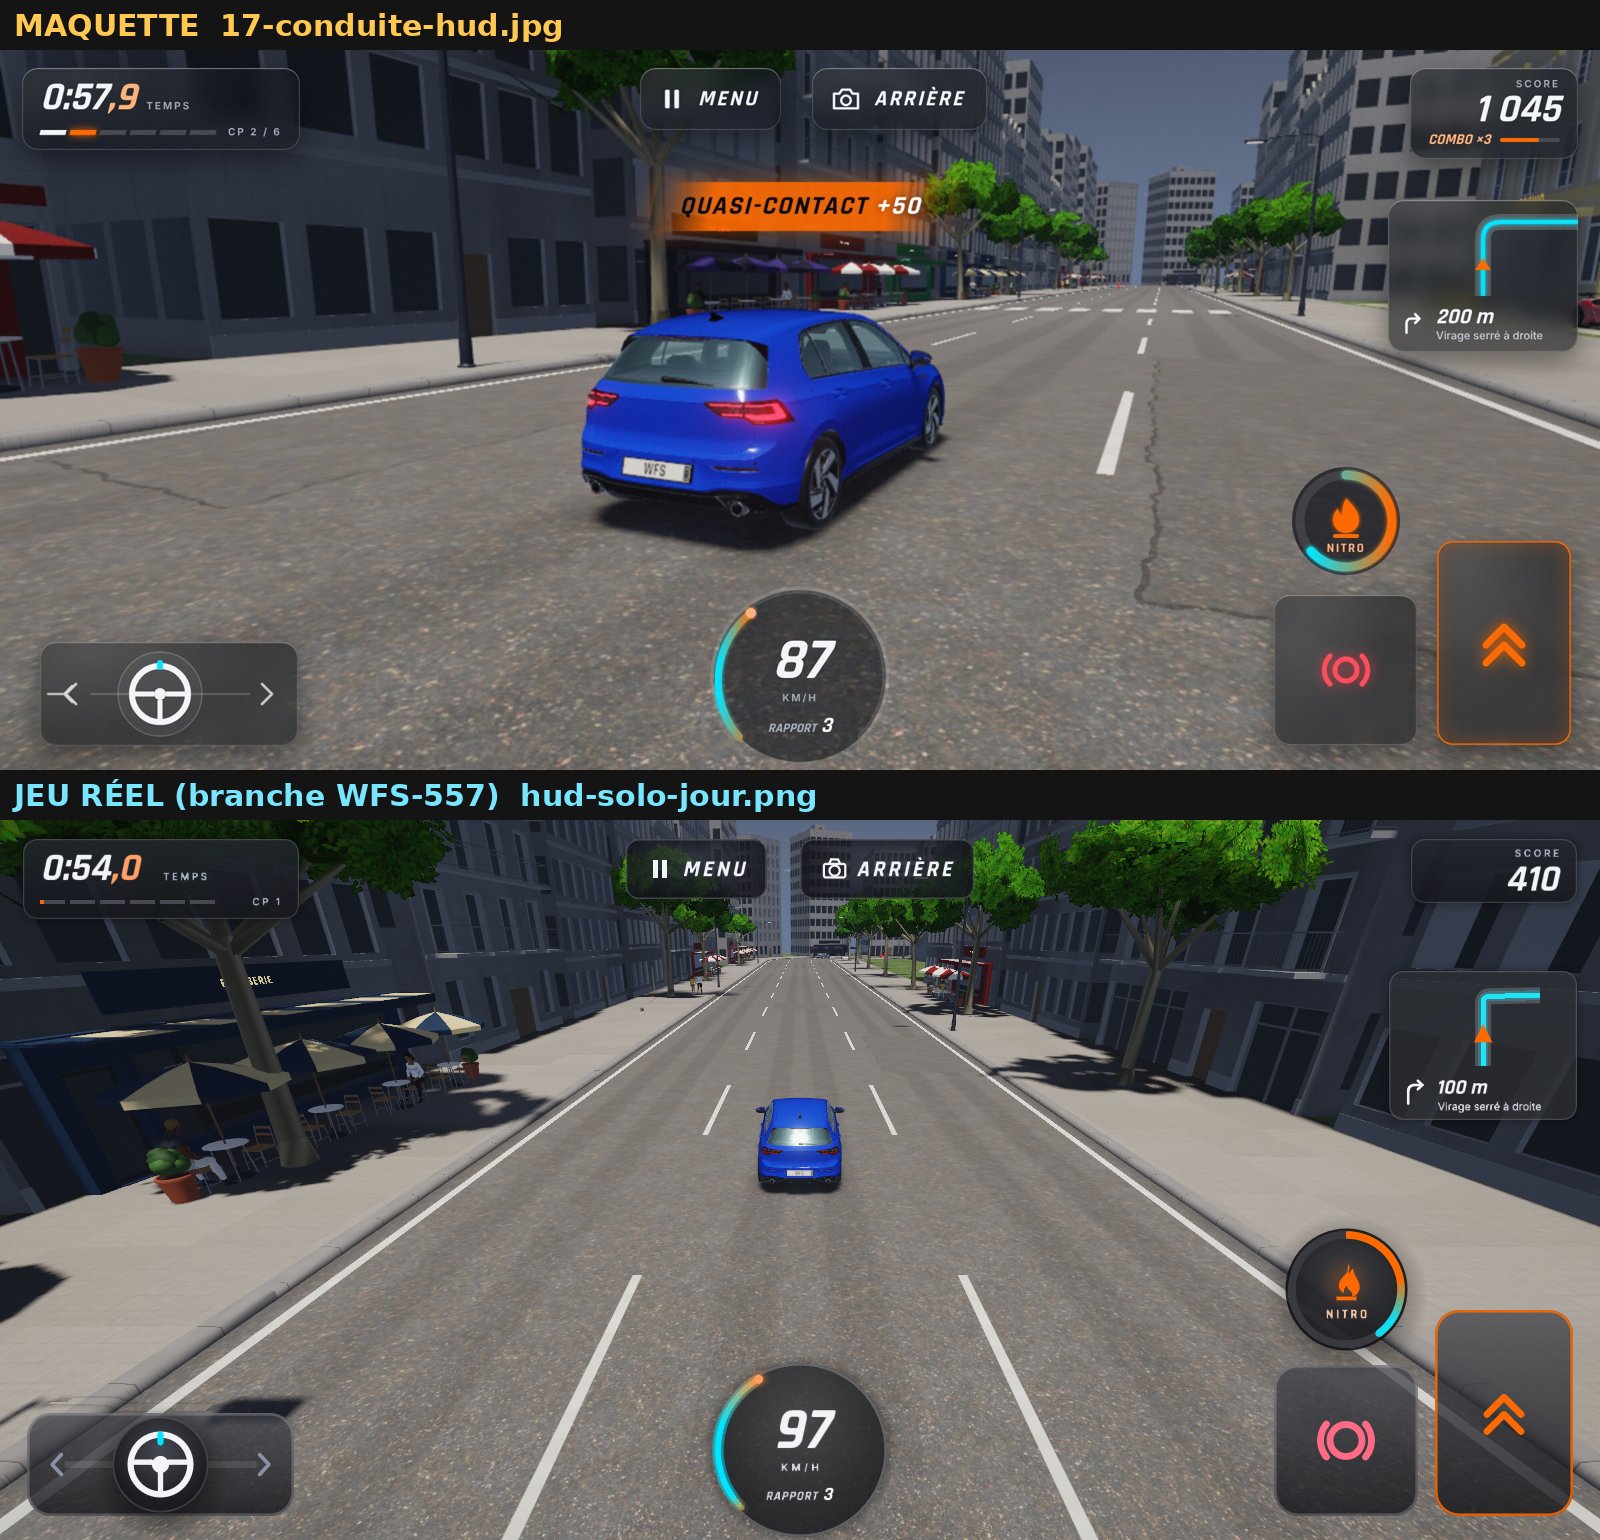 MAQUETTE 17-conduite-hud.jpg
0:57,9 TEMPS
CP 2 / 6
MENU
ARRIÈRE
SCORE
1 045
COMBO ×3
QUASI-CONTACT +50
200 m
Virage serré à droite
WFS
NITRO
87
KM/H
RAPPORT 3
JEU RÉEL (branche WFS-557) hud-solo-jour.png
0:54,0 TEMPS
CP 1
MENU
ARRIÈRE
SCORE
410
100 m
Virage serré à droite
NITRO
97
KM/H
RAPPORT 3